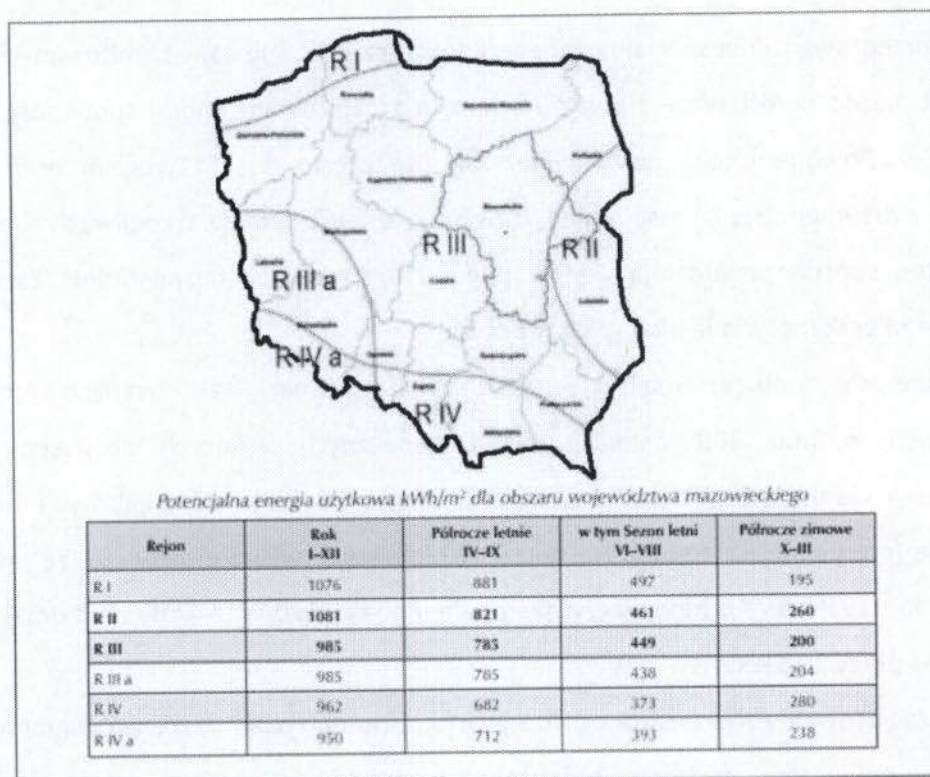 R I
R II
R III
R III a
R IV a
R IV
Potencjalna energia użytkowa kWh/m² dla obszaru województwa mazowieckiego
Rejon | Rok I–XII | Półrocze letnie IV–IX | w tym Sezon letni VI–VIII | Półrocze zimowe X–III
R I 1076 881 497 195
R II 1081 821 461 260
R III 985 785 449 200
R III a 985 785 438 204
R IV 962 682 373 280
R IV a 950 712 393 238